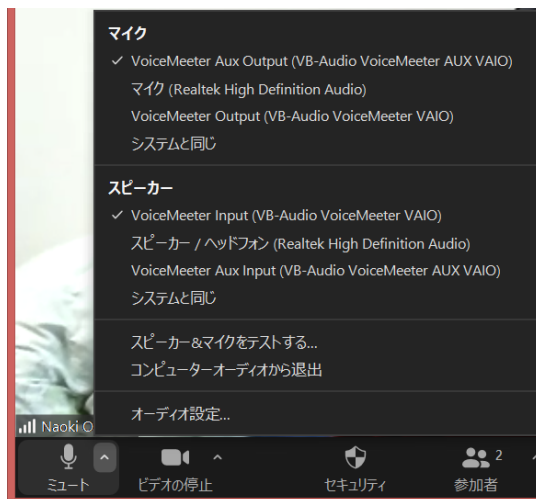 マイク
✓ VoiceMeeter Aux Output (VB-Audio VoiceMeeter AUX VAIO)
マイク (Realtek High Definition Audio)
VoiceMeeter Output (VB-Audio VoiceMeeter VAIO)
システムと同じ
スピーカー
✓ VoiceMeeter Input (VB-Audio VoiceMeeter VAIO)
スピーカー / ヘッドフォン (Realtek High Definition Audio)
VoiceMeeter Aux Input (VB-Audio VoiceMeeter AUX VAIO)
システムと同じ
スピーカー&マイクをテストする...
コンピューターオーディオから退出
オーディオ設定...
Naoki O
2
ミュート ビデオの停止 セキュリティ 参加者